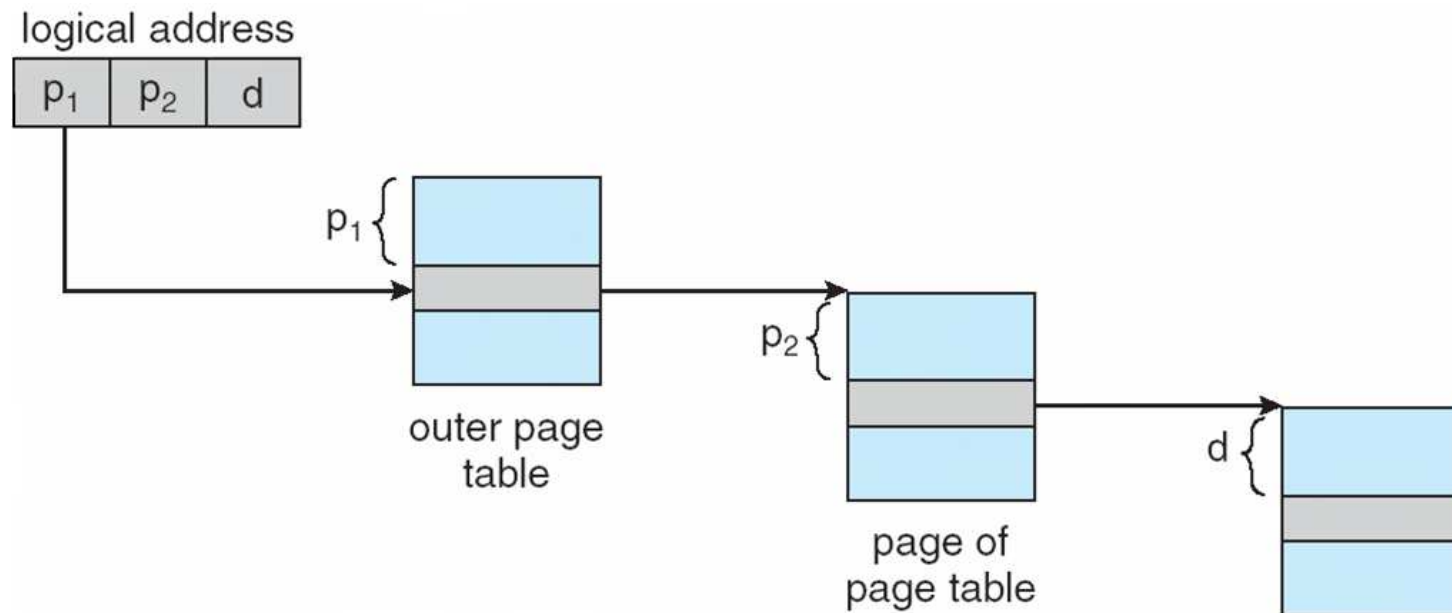 logical address
p₁ p₂ d
p₁
outer page
table
p₂
page of
page table
d